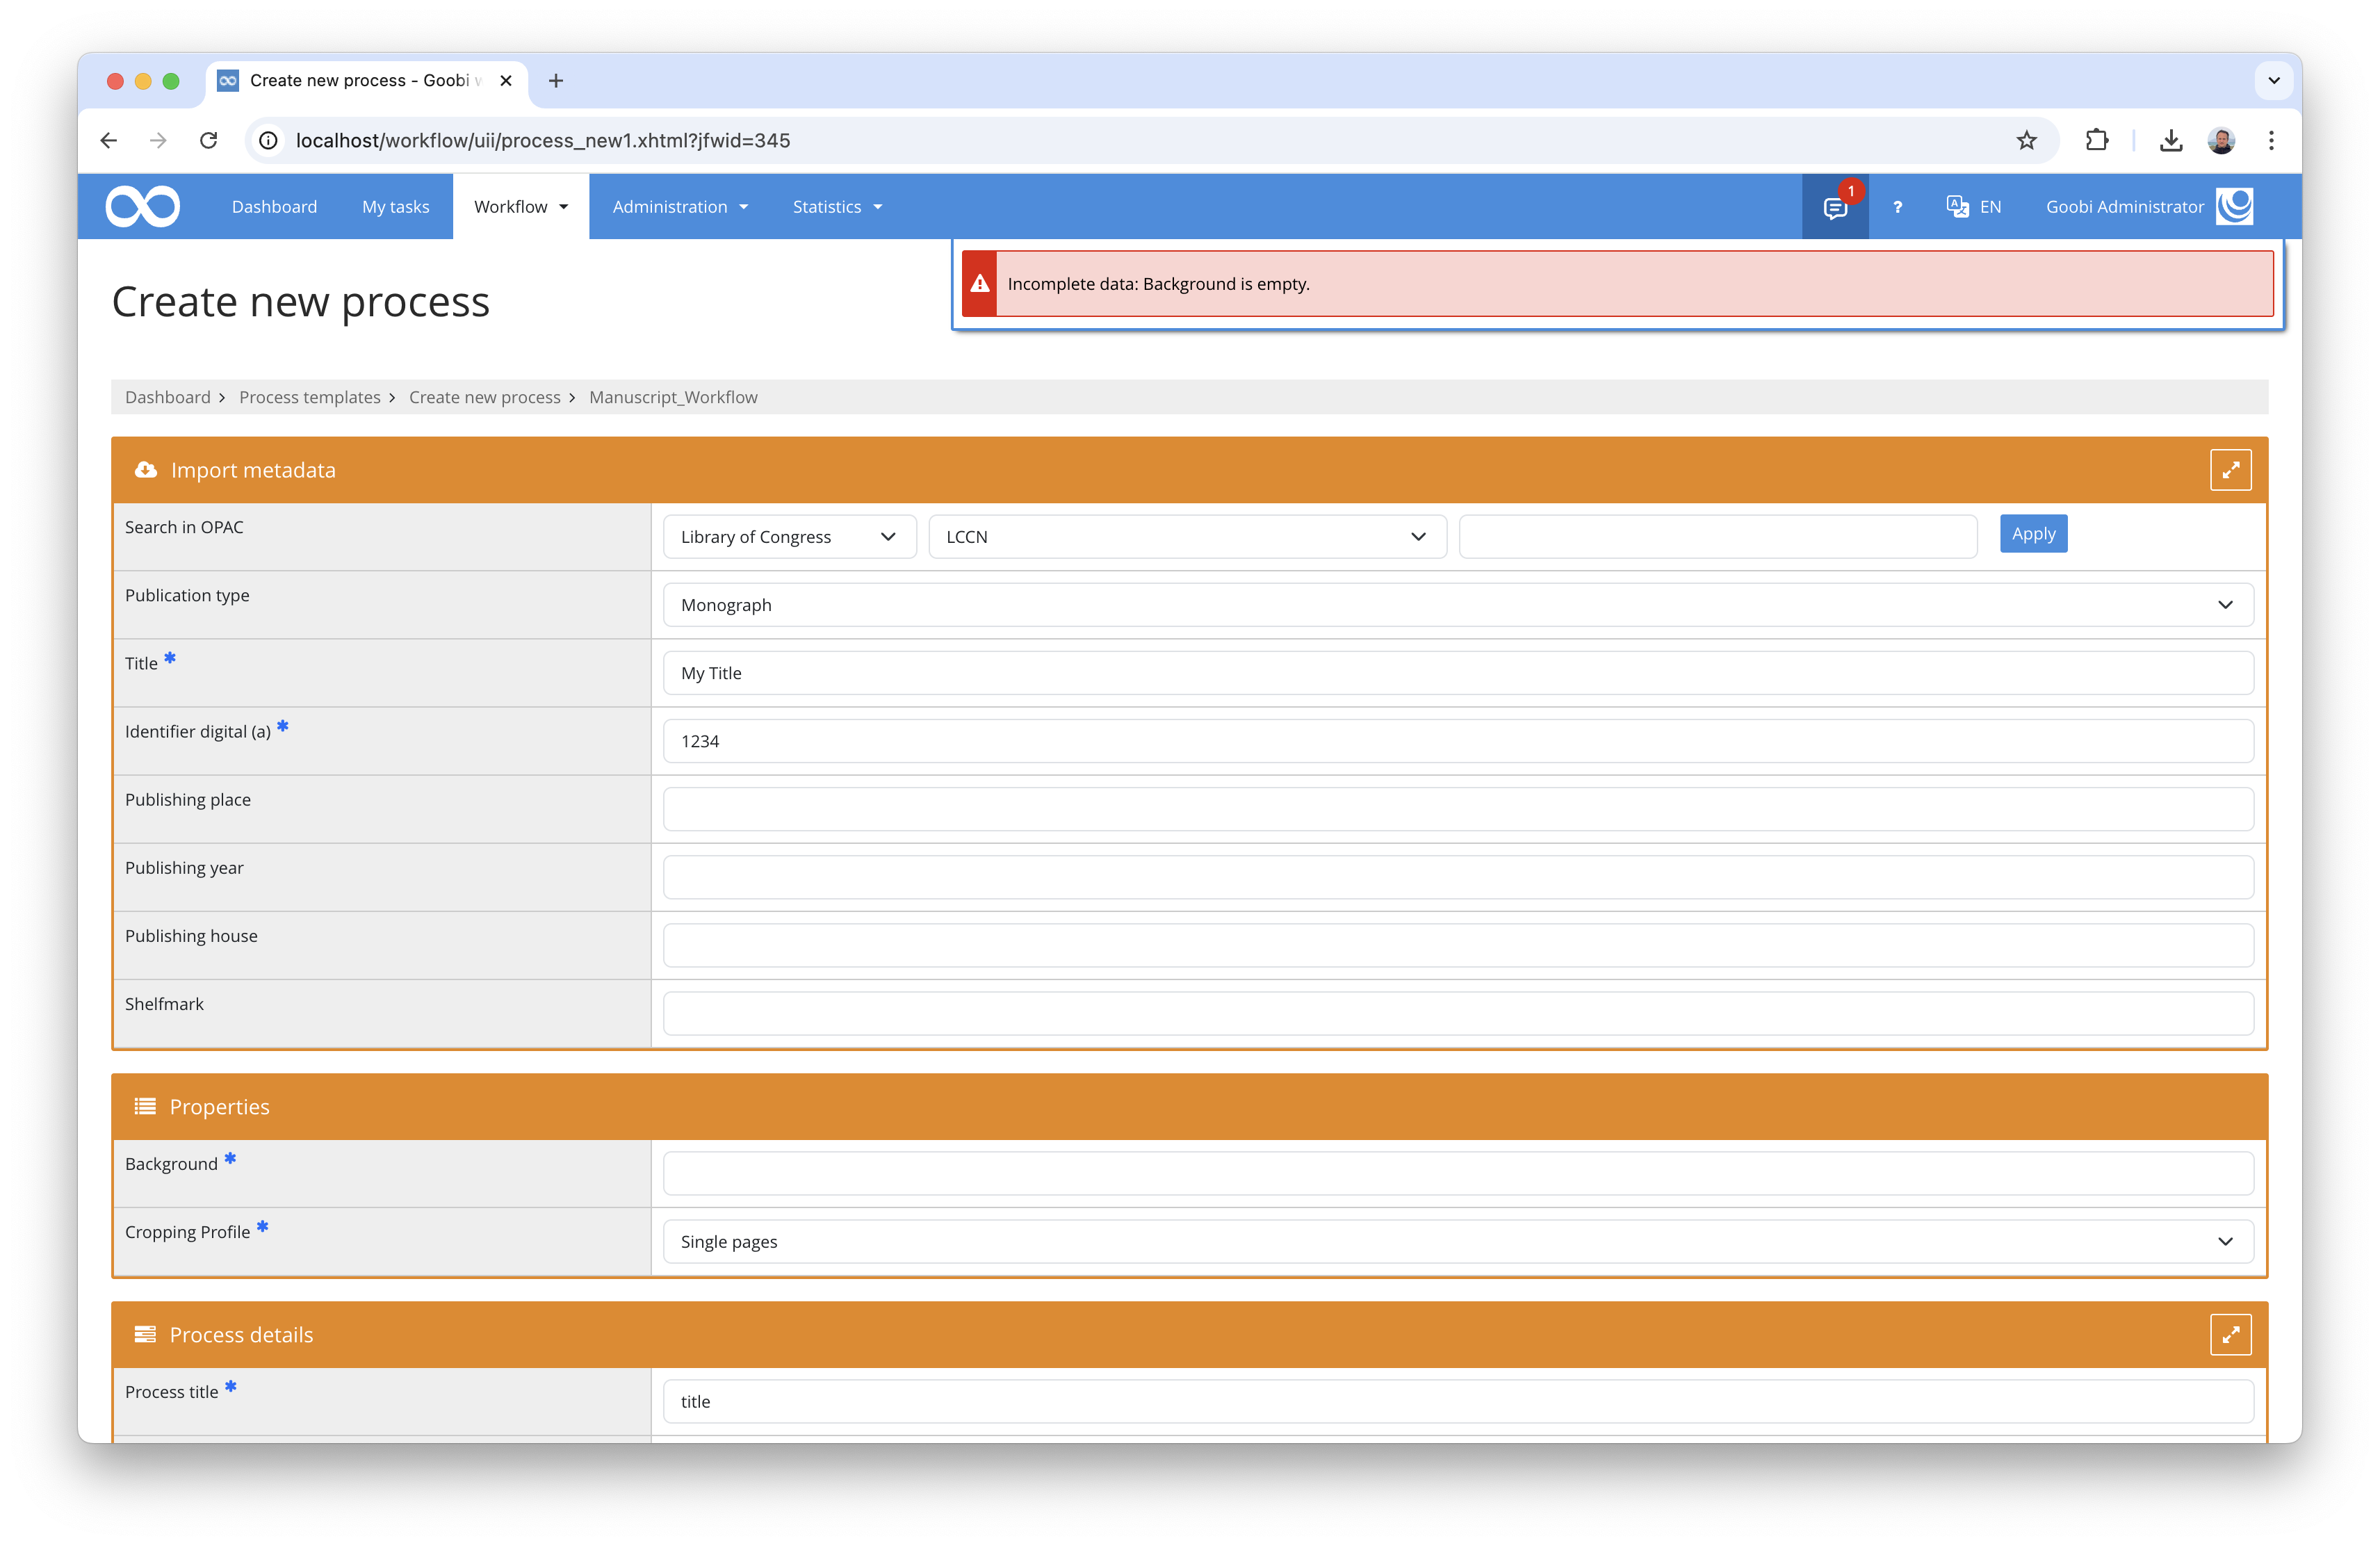 Create new process - Goobi w
localhost/workflow/uii/process_new1.xhtml?jfwid=345
Dashboard My tasks Workflow Administration Statistics 1 ? EN Goobi Administrator
Incomplete data: Background is empty.
Create new process
Dashboard > Process templates > Create new process > Manuscript_Workflow
Import metadata
Search in OPAC Library of Congress LCCN Apply
Publication type Monograph
Title * My Title
Identifier digital (a) * 1234
Publishing place
Publishing year
Publishing house
Shelfmark
Properties
Background *
Cropping Profile * Single pages
Process details
Process title * title